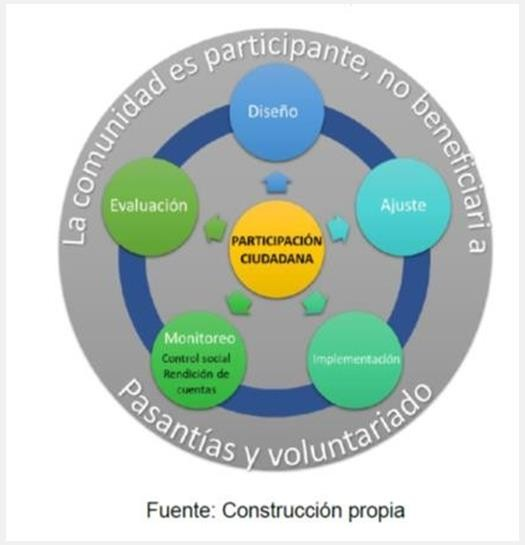 La comunidad es participante, no beneficiari a
Diseño
Evaluación
Ajuste
PARTICIPACIÓN
CIUDADANA
Monitoreo
Control social
Rendición de
cuentas
Implementación
Pasantías y voluntariado
Fuente: Construcción propia